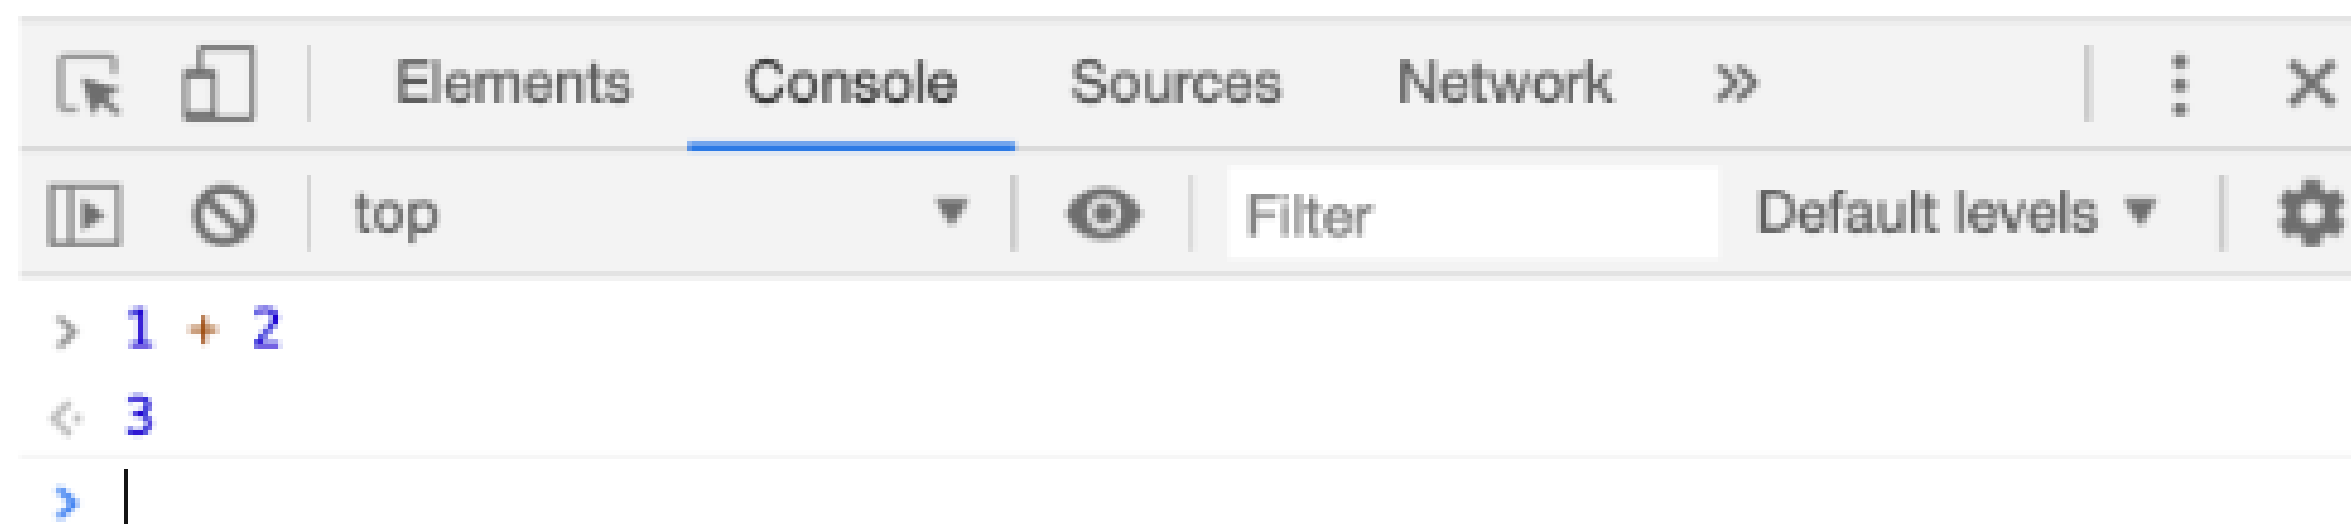 Elements Console Sources Network »
top Filter Default levels
> 1 + 2
<· 3
>